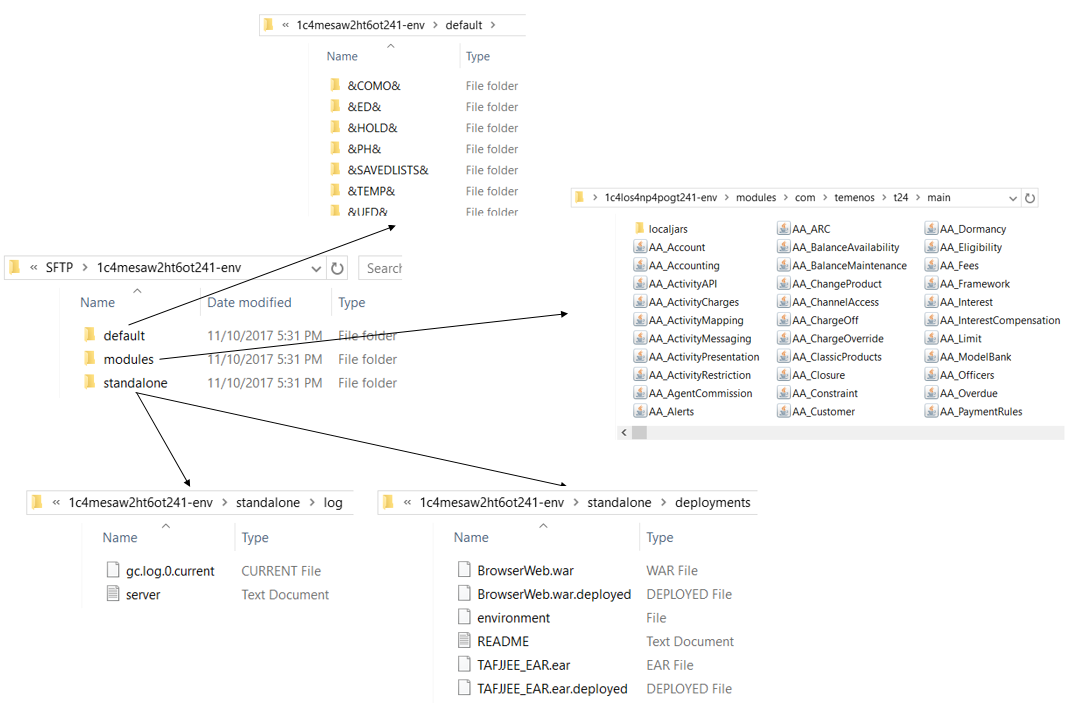 « 1c4mesaw2ht6ot241-env > default >
Name Type
&COMO& File folder
&ED& File folder
&HOLD& File folder
&PH& File folder
&SAVEDLISTS& File folder
&TEMP& File folder
&UFD& File folder
> 1c4los4np4pogt241-env > modules > com > temenos > t24 > main
localjars
AA_Account
AA_Accounting
AA_ActivityAPI
AA_ActivityCharges
AA_ActivityMapping
AA_ActivityMessaging
AA_ActivityPresentation
AA_ActivityRestriction
AA_AgentCommission
AA_Alerts
AA_ARC
AA_BalanceAvailability
AA_BalanceMaintenance
AA_ChangeProduct
AA_ChannelAccess
AA_ChargeOff
AA_ChargeOverride
AA_ClassicProducts
AA_Closure
AA_Constraint
AA_Customer
AA_Dormancy
AA_Eligibility
AA_Fees
AA_Framework
AA_Interest
AA_InterestCompensation
AA_Limit
AA_ModelBank
AA_Officers
AA_Overdue
AA_PaymentRules
« SFTP > 1c4mesaw2ht6ot241-env Search
Name Date modified Type
default 11/10/2017 5:31 PM File folder
modules 11/10/2017 5:31 PM File folder
standalone 11/10/2017 5:31 PM File folder
« 1c4mesaw2ht6ot241-env > standalone > log
Name Type
gc.log.0.current CURRENT File
server Text Document
« 1c4mesaw2ht6ot241-env > standalone > deployments
Name Type
BrowserWeb.war WAR File
BrowserWeb.war.deployed DEPLOYED File
environment File
README Text Document
TAFJJEE_EAR.ear EAR File
TAFJJEE_EAR.ear.deployed DEPLOYED File